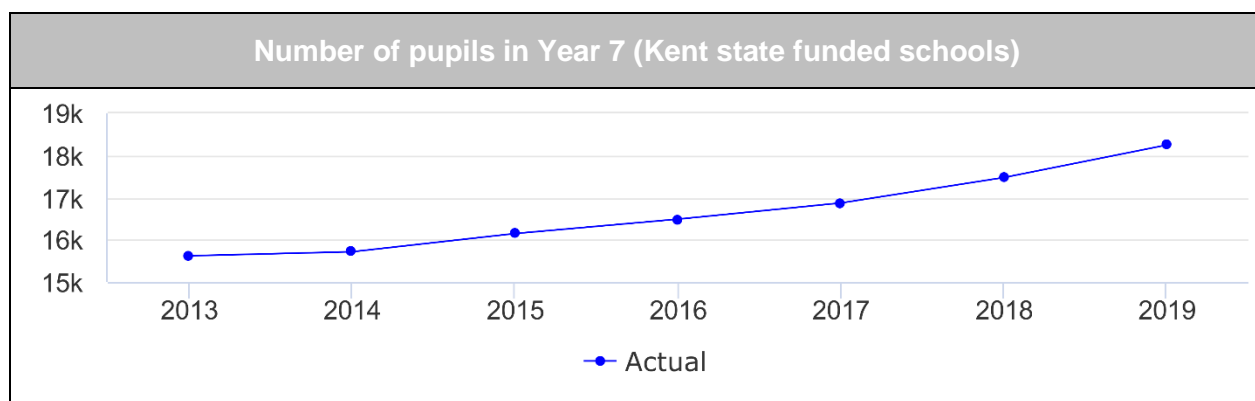 Number of pupils in Year 7 (Kent state funded schools)
19k
18k
17k
16k
15k
2013 2014 2015 2016 2017 2018 2019
Actual